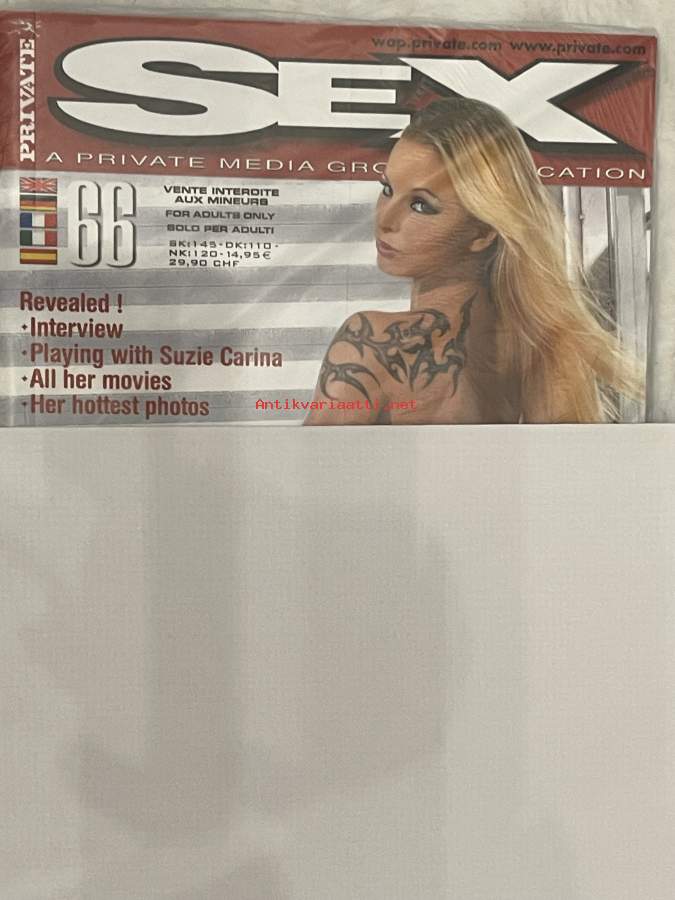 wap.private.com www.private.com
PRIVATE
SEX
A PRIVATE MEDIA GRO CATION
66
VENTE INTERDITE
AUX MINEURS
FOR ADULTS ONLY
SOLO PER ADULTI
SK:145-DK:110-
NK:120-14,95€
29,90 CHF
Revealed !
·Interview
·Playing with Suzie Carina
·All her movies
·Her hottest photos
Antikvariaatti.net